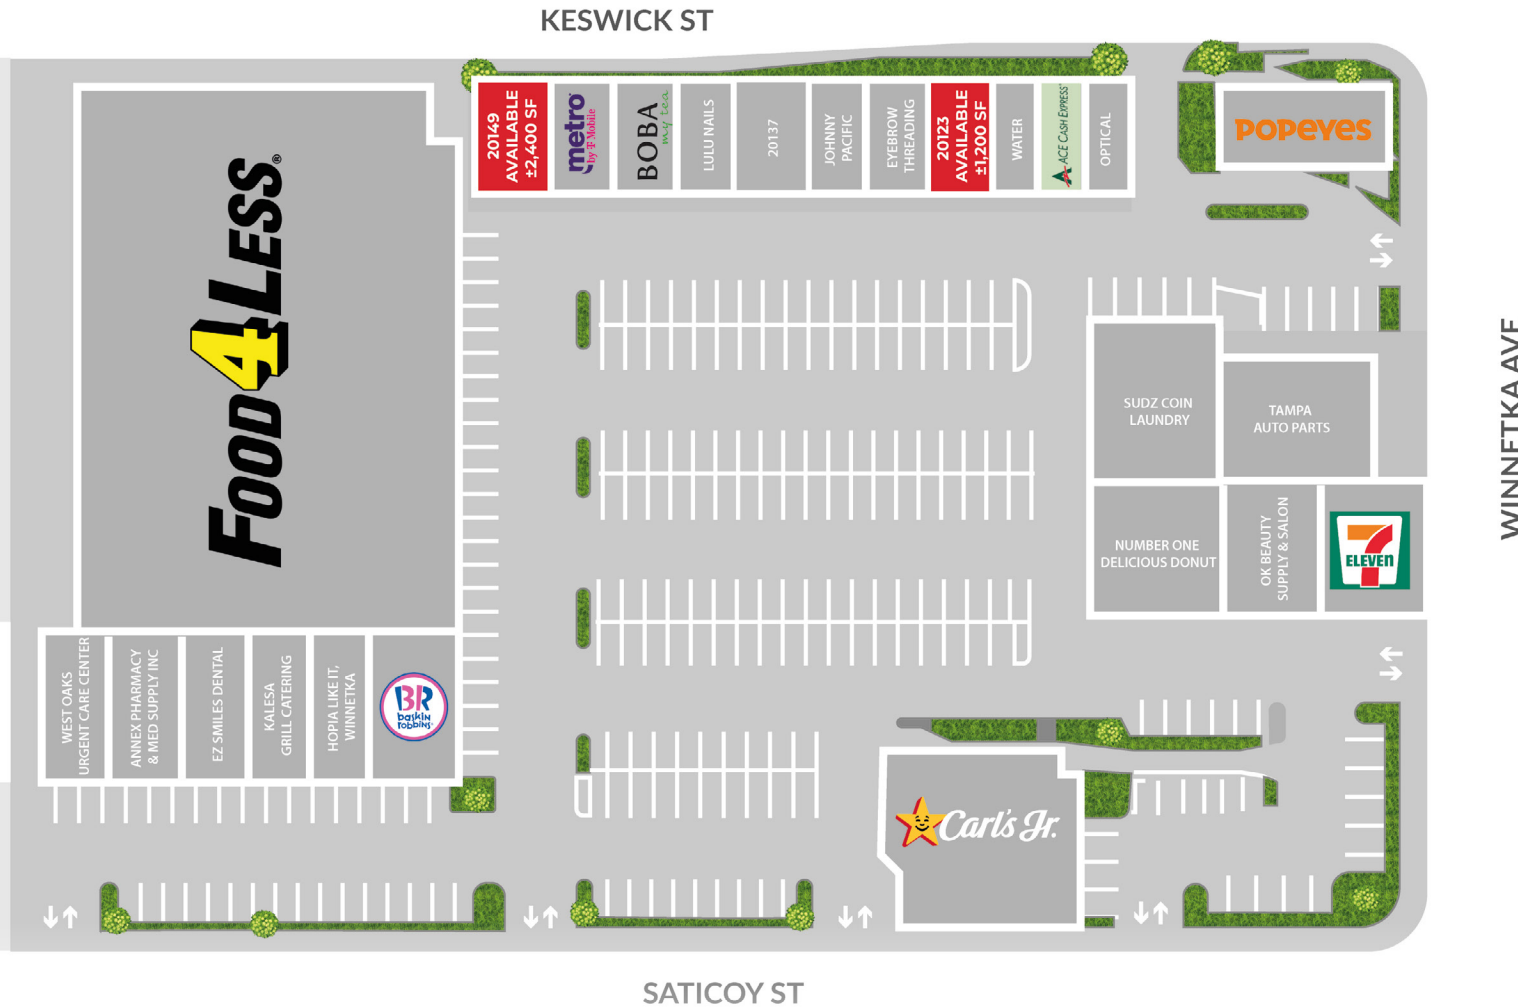 KESWICK ST
20149
AVAILABLE
±2,400 SF
metro
by T Mobile
BOBA
my tea
LULU NAILS
20137
JOHNNY
PACIFIC
EYEBROW
THREADING
20123
AVAILABLE
±1,200 SF
WATER
A ACE CASH EXPRESS
OPTICAL
POPEYES
FOOD4LESS®
SUDZ COIN
LAUNDRY
TAMPA
AUTO PARTS
WINNETKA AVE
NUMBER ONE
DELICIOUS DONUT
OK BEAUTY
SUPPLY & SALON
7
ELEVEn
WEST OAKS
URGENT CARE CENTER
ANNEX PHARMACY
& MED SUPPLY INC
EZ SMILES DENTAL
KALESA
GRILL CATERING
HOPIA LIKE IT,
WINNETKA
BR
baskin
robbins
Carl's Jr.
SATICOY ST